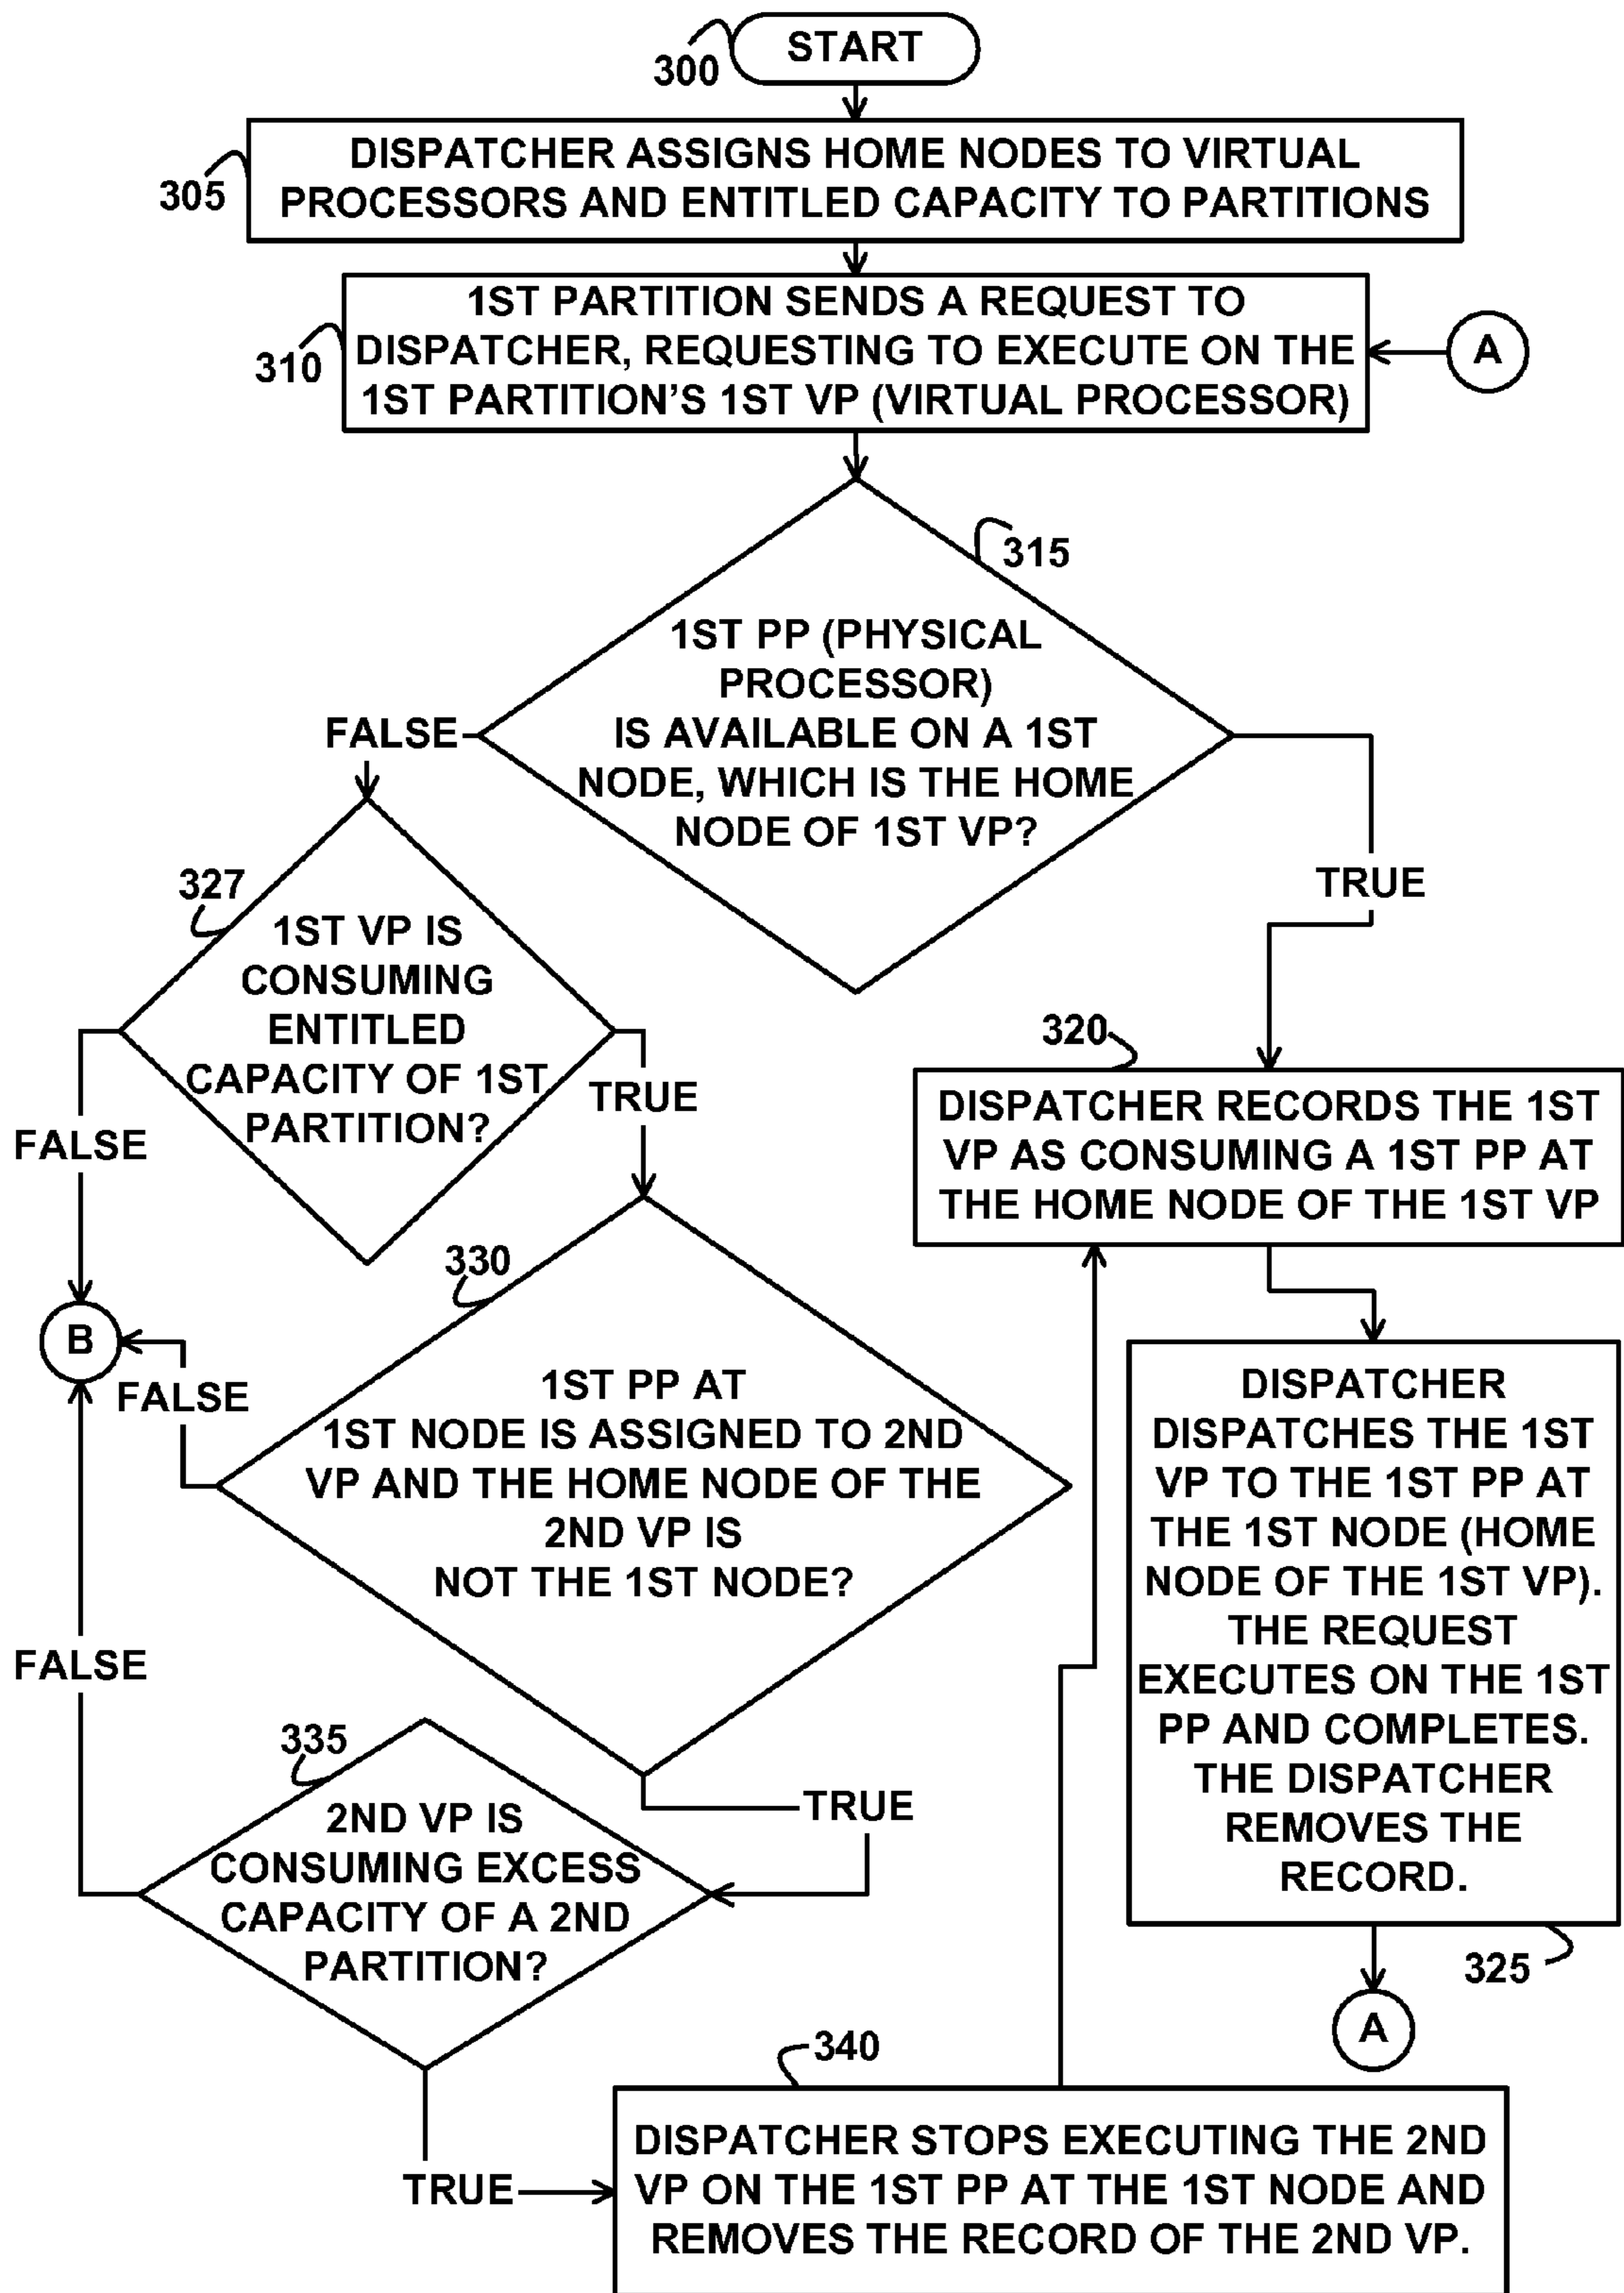 START
300
DISPATCHER ASSIGNS HOME NODES TO VIRTUAL
PROCESSORS AND ENTITLED CAPACITY TO PARTITIONS
305
1ST PARTITION SENDS A REQUEST TO
DISPATCHER, REQUESTING TO EXECUTE ON THE
1ST PARTITION'S 1ST VP (VIRTUAL PROCESSOR)
310
A
315
1ST PP (PHYSICAL
PROCESSOR)
IS AVAILABLE ON A 1ST
NODE, WHICH IS THE HOME
NODE OF 1ST VP?
FALSE
TRUE
327
1ST VP IS
CONSUMING
ENTITLED
CAPACITY OF 1ST
PARTITION?
FALSE
TRUE
320
DISPATCHER RECORDS THE 1ST
VP AS CONSUMING A 1ST PP AT
THE HOME NODE OF THE 1ST VP
330
B
FALSE
1ST PP AT
1ST NODE IS ASSIGNED TO 2ND
VP AND THE HOME NODE OF THE
2ND VP IS
NOT THE 1ST NODE?
DISPATCHER
DISPATCHES THE 1ST
VP TO THE 1ST PP AT
THE 1ST NODE (HOME
NODE OF THE 1ST VP).
THE REQUEST
EXECUTES ON THE 1ST
PP AND COMPLETES.
THE DISPATCHER
REMOVES THE
RECORD.
325
A
FALSE
TRUE
335
2ND VP IS
CONSUMING EXCESS
CAPACITY OF A 2ND
PARTITION?
TRUE
340
DISPATCHER STOPS EXECUTING THE 2ND
VP ON THE 1ST PP AT THE 1ST NODE AND
REMOVES THE RECORD OF THE 2ND VP.